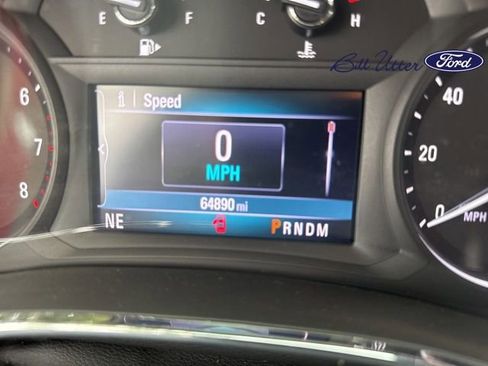 E F C H
Bill Utter Ford
i Speed
6
7
8
0
MPH
64890 mi
NE PRNDM
40
20
0
MPH